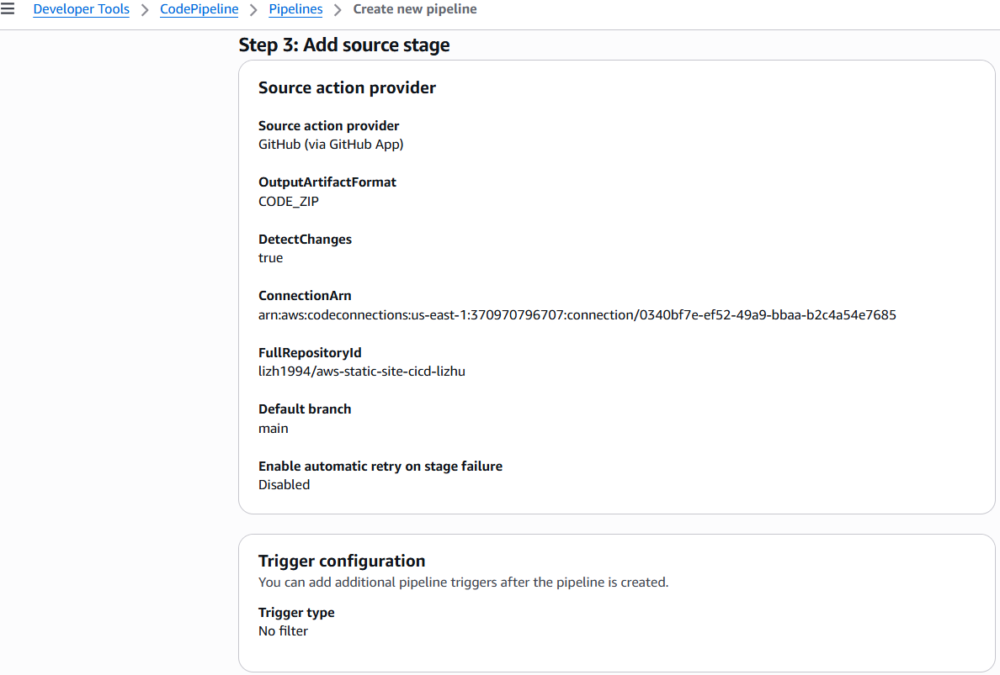 Developer Tools > CodePipeline > Pipelines > Create new pipeline
Step 3: Add source stage
Source action provider
Source action provider
GitHub (via GitHub App)
OutputArtifactFormat
CODE_ZIP
DetectChanges
true
ConnectionArn
arn:aws:codeconnections:us-east-1:370970796707:connection/0340bf7e-ef52-49a9-bbaa-b2c4a54e7685
FullRepositoryId
lizh1994/aws-static-site-cicd-lizhu
Default branch
main
Enable automatic retry on stage failure
Disabled
Trigger configuration
You can add additional pipeline triggers after the pipeline is created.
Trigger type
No filter